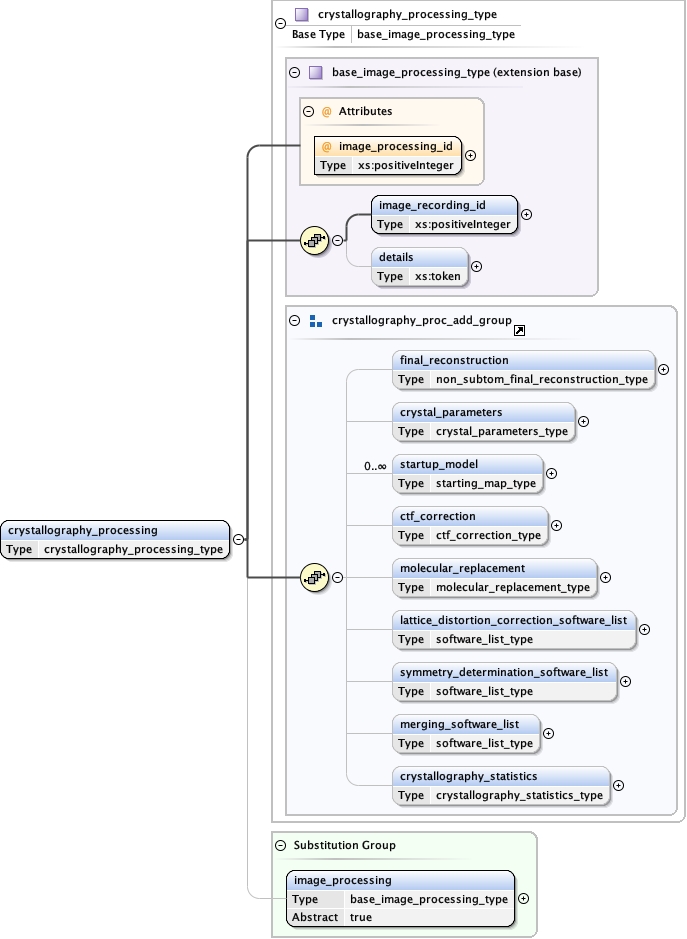 crystallography_processing_type
Base Type base_image_processing_type
base_image_processing_type (extension base)
@ Attributes
@ image_processing_id
Type xs:positiveInteger
image_recording_id
Type xs:positiveInteger
details
Type xs:token
crystallography_proc_add_group
final_reconstruction
Type non_subtom_final_reconstruction_type
crystal_parameters
Type crystal_parameters_type
0..∞
startup_model
Type starting_map_type
ctf_correction
Type ctf_correction_type
crystallography_processing
Type crystallography_processing_type
molecular_replacement
Type molecular_replacement_type
lattice_distortion_correction_software_list
Type software_list_type
symmetry_determination_software_list
Type software_list_type
merging_software_list
Type software_list_type
crystallography_statistics
Type crystallography_statistics_type
Substitution Group
image_processing
Type base_image_processing_type
Abstract true